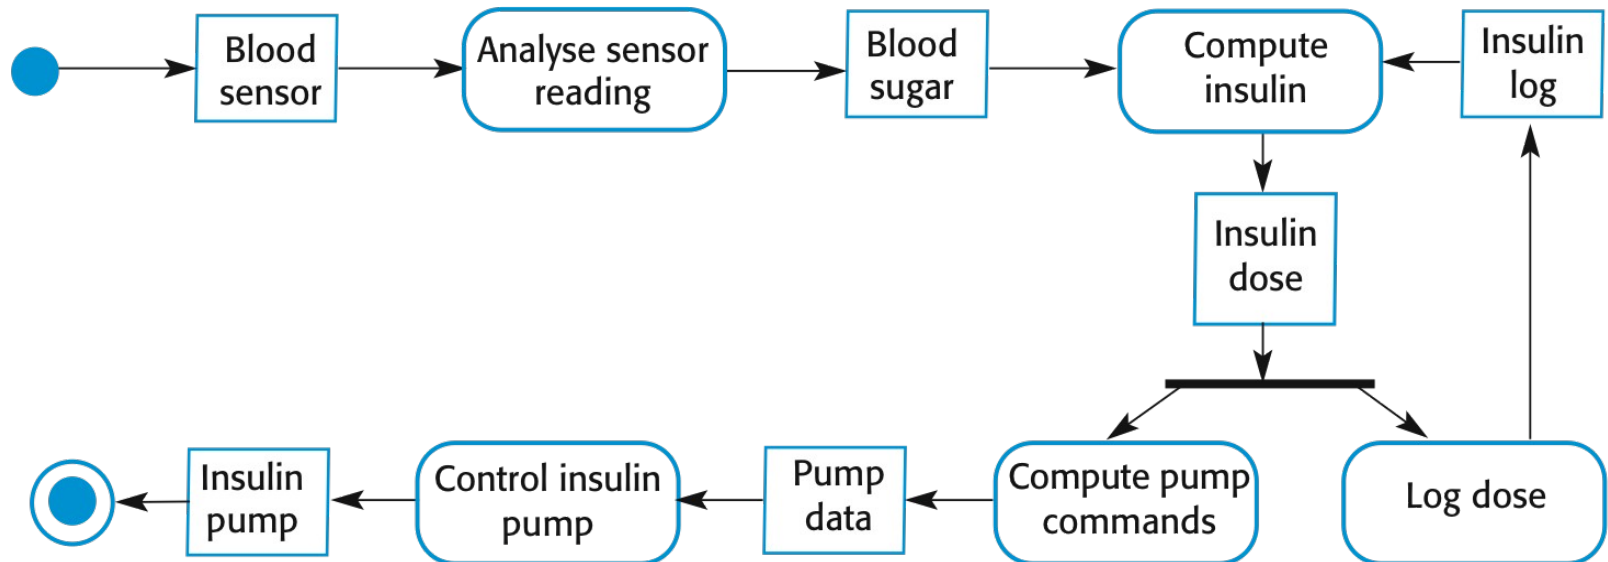 Blood
sensor
Analyse sensor
reading
Blood
sugar
Compute
insulin
Insulin
log
Insulin
dose
Insulin
pump
Control insulin
pump
Pump
data
Compute pump
commands
Log dose